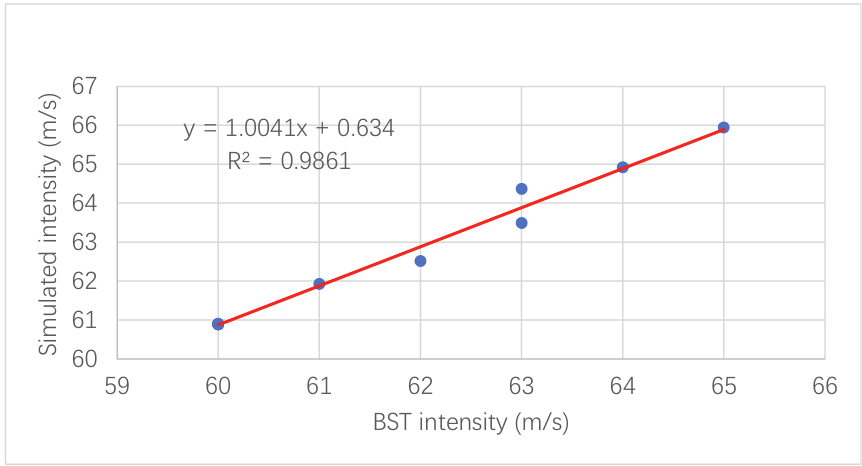 67
66
65
64
63
62
61
60
Simulated intensity (m/s)
y = 1.0041x + 0.634
R² = 0.9861
59 60 61 62 63 64 65 66
BST intensity (m/s)